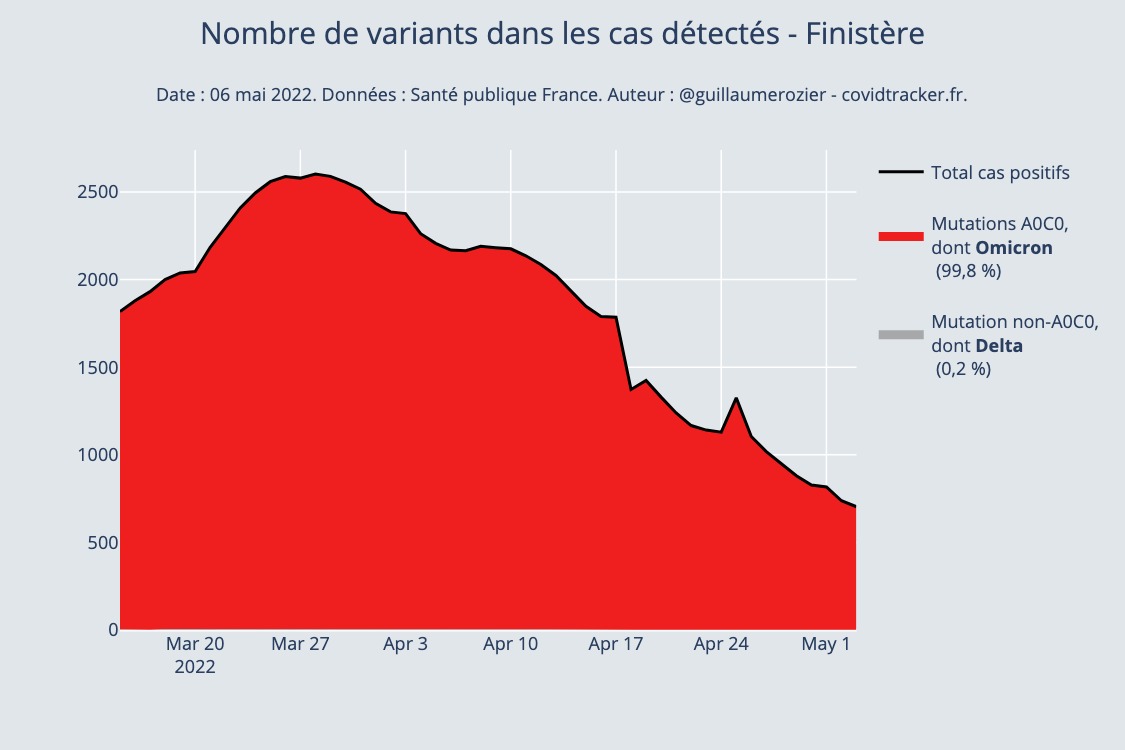 Nombre de variants dans les cas détectés - Finistère
Date : 06 mai 2022. Données : Santé publique France. Auteur : @guillaumerozier - covidtracker.fr.
Total cas positifs
Mutations A0C0,
dont Omicron
(99,8 %)
Mutation non-A0C0,
dont Delta
(0,2 %)
2500
2000
1500
1000
500
0
Mar 20 Mar 27 Apr 3 Apr 10 Apr 17 Apr 24 May 1
2022